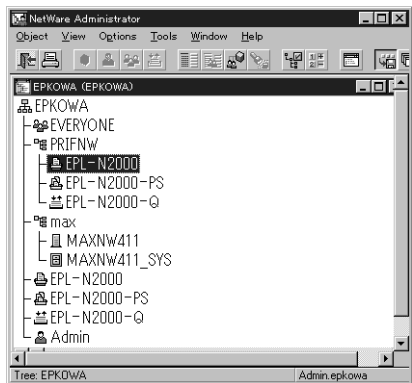 NetWare Administrator
Object View Options Tools Window Help
EPKOWA (EPKOWA)
EPKOWA
EVERYONE
PRIFNW
EPL-N2000
EPL-N2000-PS
EPL-N2000-Q
max
MAXNW411
MAXNW411_SYS
EPL-N2000
EPL-N2000-PS
EPL-N2000-Q
Admin
Tree: EPKOWA Admin.epkowa